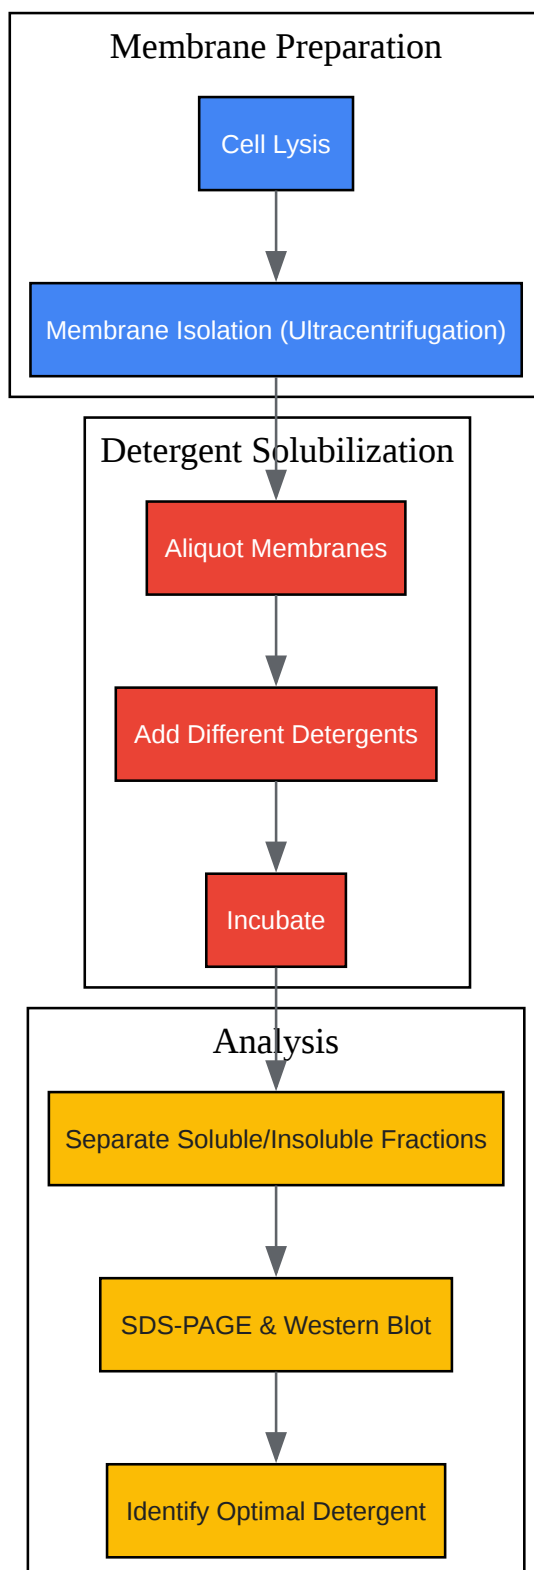 Membrane Preparation
Cell Lysis
Membrane Isolation (Ultracentrifugation)
Detergent Solubilization
Aliquot Membranes
Add Different Detergents
Incubate
Analysis
Separate Soluble/Insoluble Fractions
SDS-PAGE & Western Blot
Identify Optimal Detergent